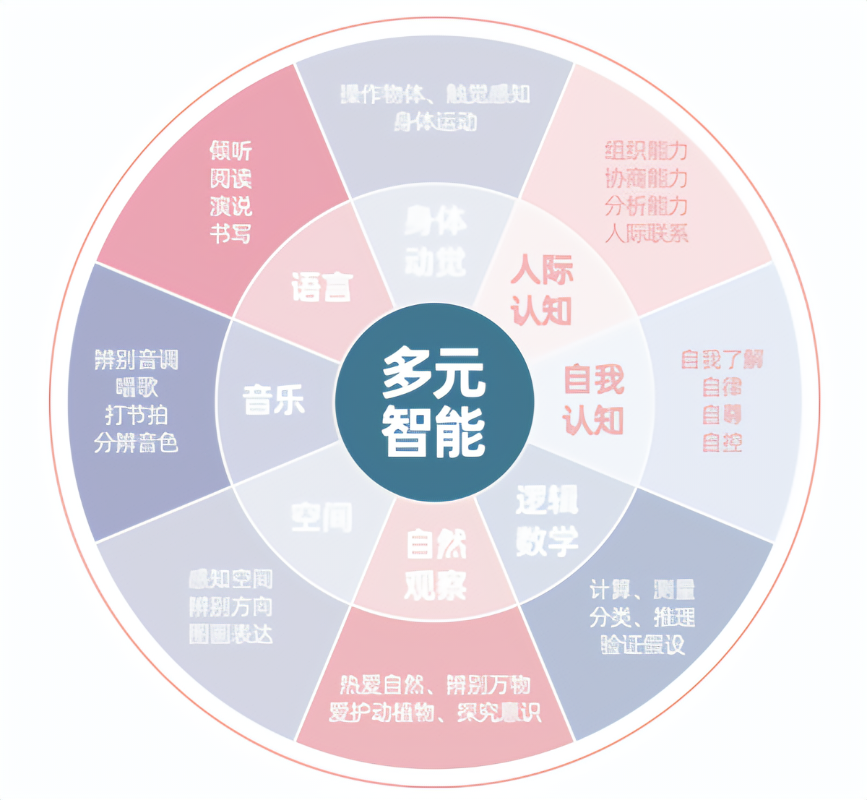 多元
智能
身体
动觉
操作物体、触觉感知
身体运动
人际
认知
组织能力
协商能力
分析能力
人际联系
自我
认知
自我了解
自律
自尊
自控
逻辑
数学
计算、测量
分类、推理
验证假设
自然
观察
热爱自然、辨别万物
爱护动植物、探究意识
空间
感知空间
辨别方向
图画表达
音乐
辨别音调
唱歌
打节拍
分辨音色
语言
倾听
阅读
演说
书写